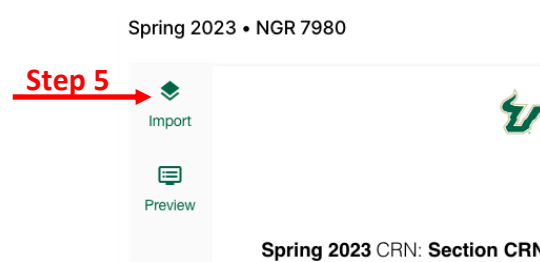 Spring 2023 • NGR 7980
Step 5
Import
Preview
Spring 2023 CRN: Section CRN